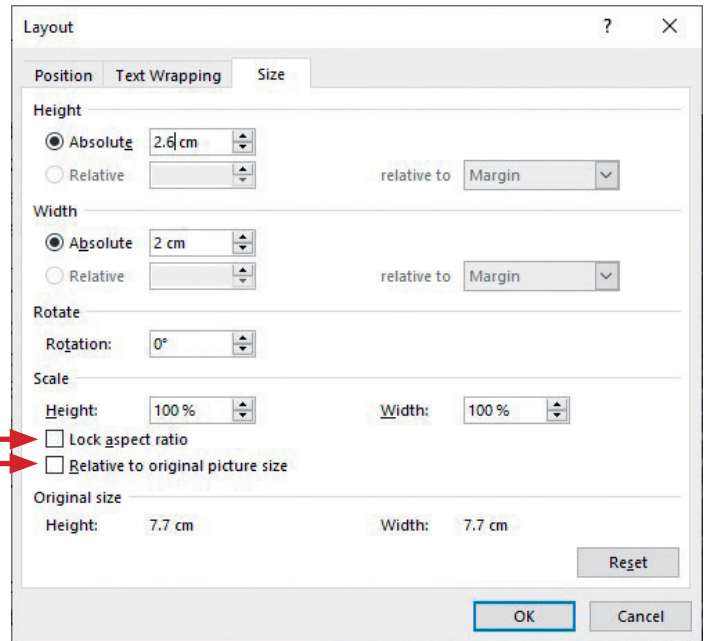 Layout ? ×
Position Text Wrapping Size
Height
Absolute 2.6 cm
Relative relative to Margin
Width
Absolute 2 cm
Relative relative to Margin
Rotate
Rotation: 0°
Scale
Height: 100 % Width: 100 %
Lock aspect ratio
Relative to original picture size
Original size
Height: 7.7 cm Width: 7.7 cm
Reset
OK Cancel